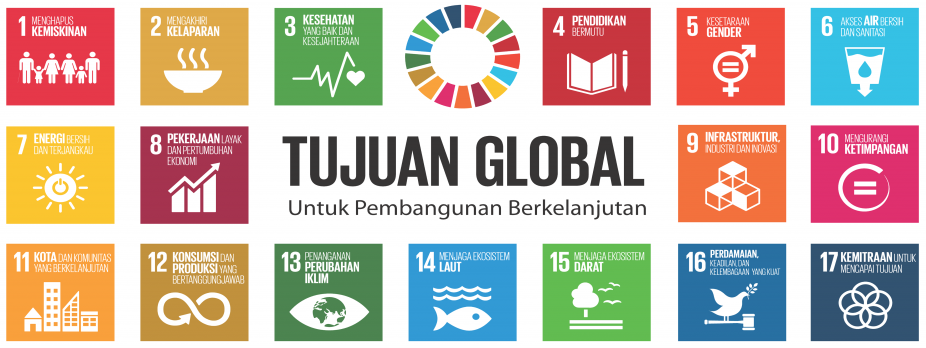 1 MENGHAPUS
KEMISKINAN
2 MENGAKHIRI
KELAPARAN
3 KESEHATAN
YANG BAIK DAN
KESEJAHTERAAN
4 PENDIDIKAN
BERMUTU
5 KESETARAAN
GENDER
6 AKSES AIR BERSIH
DAN SANITASI
7 ENERGI BERSIH
DAN TERJANGKAU
8 PEKERJAAN LAYAK
DAN PERTUMBUHAN
EKONOMI
TUJUAN GLOBAL
Untuk Pembangunan Berkelanjutan
9 INFRASTRUKTUR,
INDUSTRI DAN INOVASI
10 MENGURANGI
KETIMPANGAN
11 KOTA DAN KOMUNITAS
YANG BERKELANJUTAN
12 KONSUMSI DAN
PRODUKSI YANG
BERTANGGUNGJAWAB
13 PENANGANAN
PERUBAHAN
IKLIM
14 MENJAGA EKOSISTEM
LAUT
15 MENJAGA EKOSISTEM
DARAT
16 PERDAMAIAN,
KEADILAN, DAN
KELEMBAGAAN YANG KUAT
17 KEMITRAAN UNTUK
MENCAPAI TUJUAN